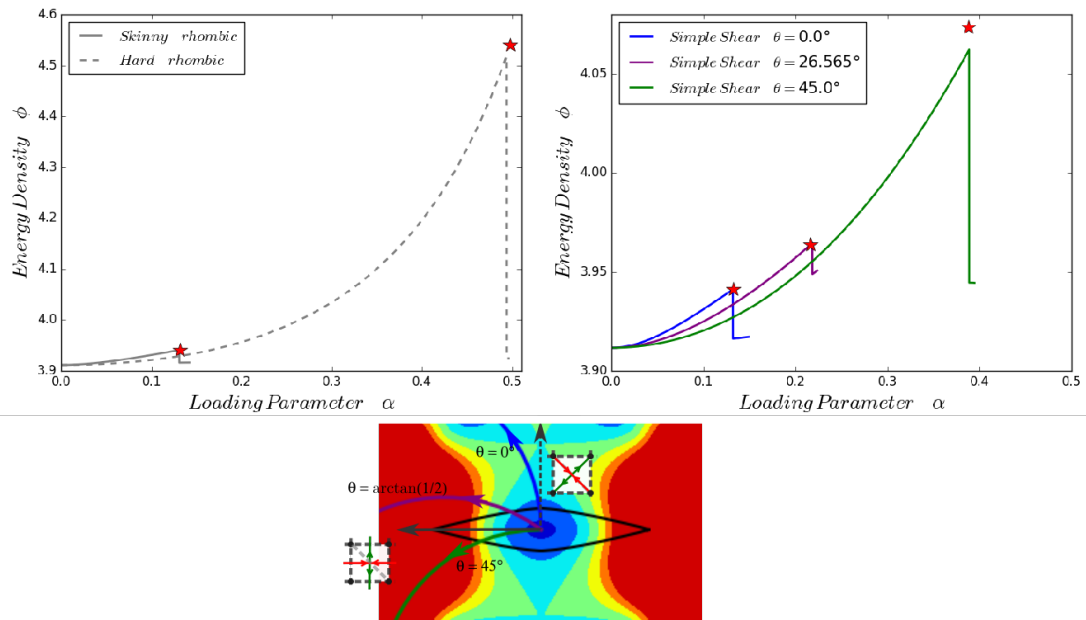 4.6
4.5
4.4
4.3
4.2
4.1
4.0
3.9
0.0 0.1 0.2 0.3 0.4 0.5
Energy Density ϕ
Loading Parameter α
Skinny rhombic
Hard rhombic
4.05
4.00
3.95
3.90
0.0 0.1 0.2 0.3 0.4 0.5
Energy Density ϕ
Loading Parameter α
Simple Shear θ = 0.0°
Simple Shear θ = 26.565°
Simple Shear θ = 45.0°
θ = 0°
θ = arctan(1/2)
θ = 45°